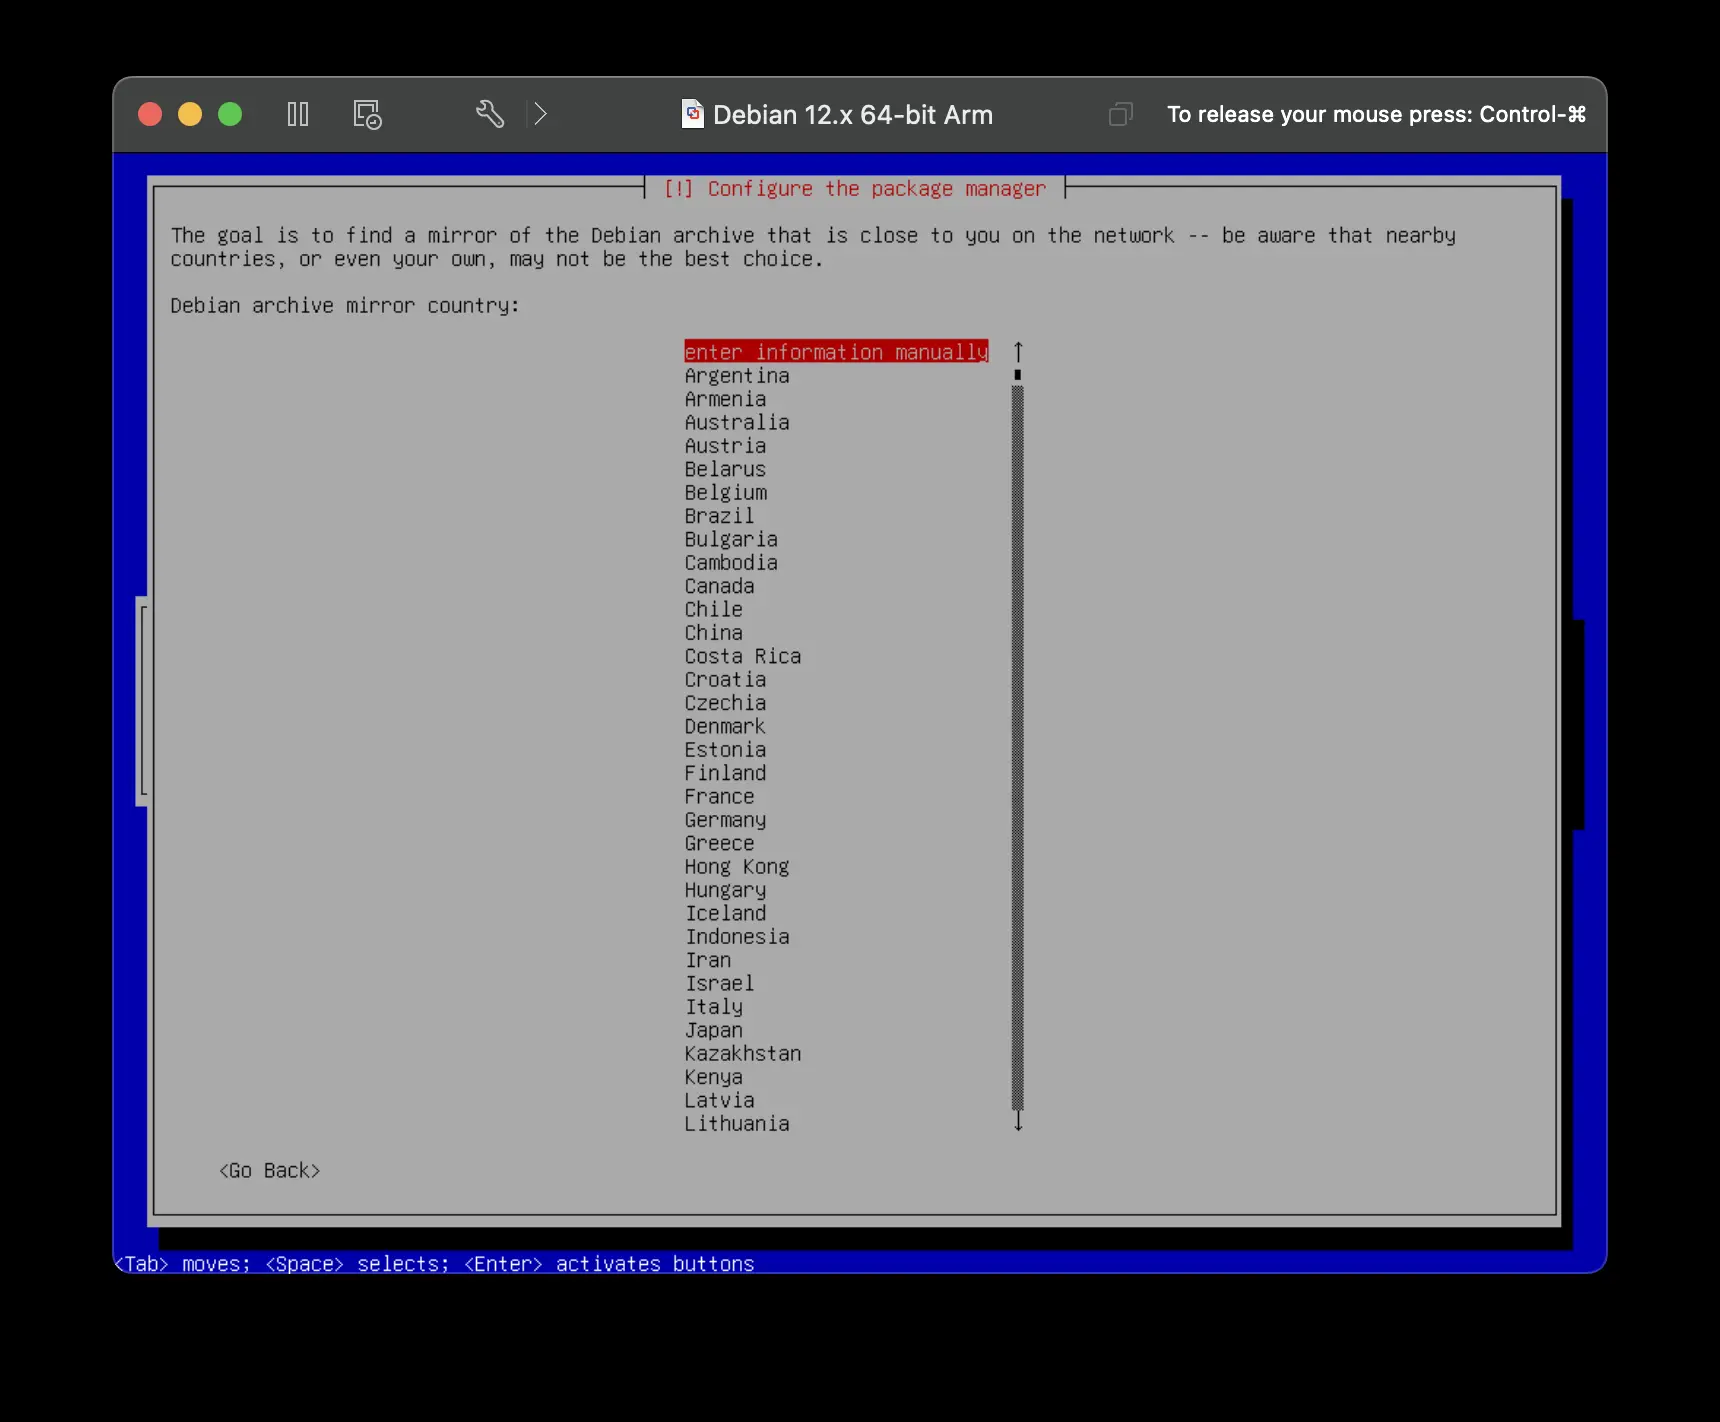 Debian 12.x 64-bit Arm
To release your mouse press: Control-⌘
[!] Configure the package manager
The goal is to find a mirror of the Debian archive that is close to you on the network -- be aware that nearby
countries, or even your own, may not be the best choice.
Debian archive mirror country:
enter information manually
Argentina
Armenia
Australia
Austria
Belarus
Belgium
Brazil
Bulgaria
Cambodia
Canada
Chile
China
Costa Rica
Croatia
Czechia
Denmark
Estonia
Finland
France
Germany
Greece
Hong Kong
Hungary
Iceland
Indonesia
Iran
Israel
Italy
Japan
Kazakhstan
Kenya
Latvia
Lithuania
<Go Back>
<Tab> moves; <Space> selects; <Enter> activates buttons